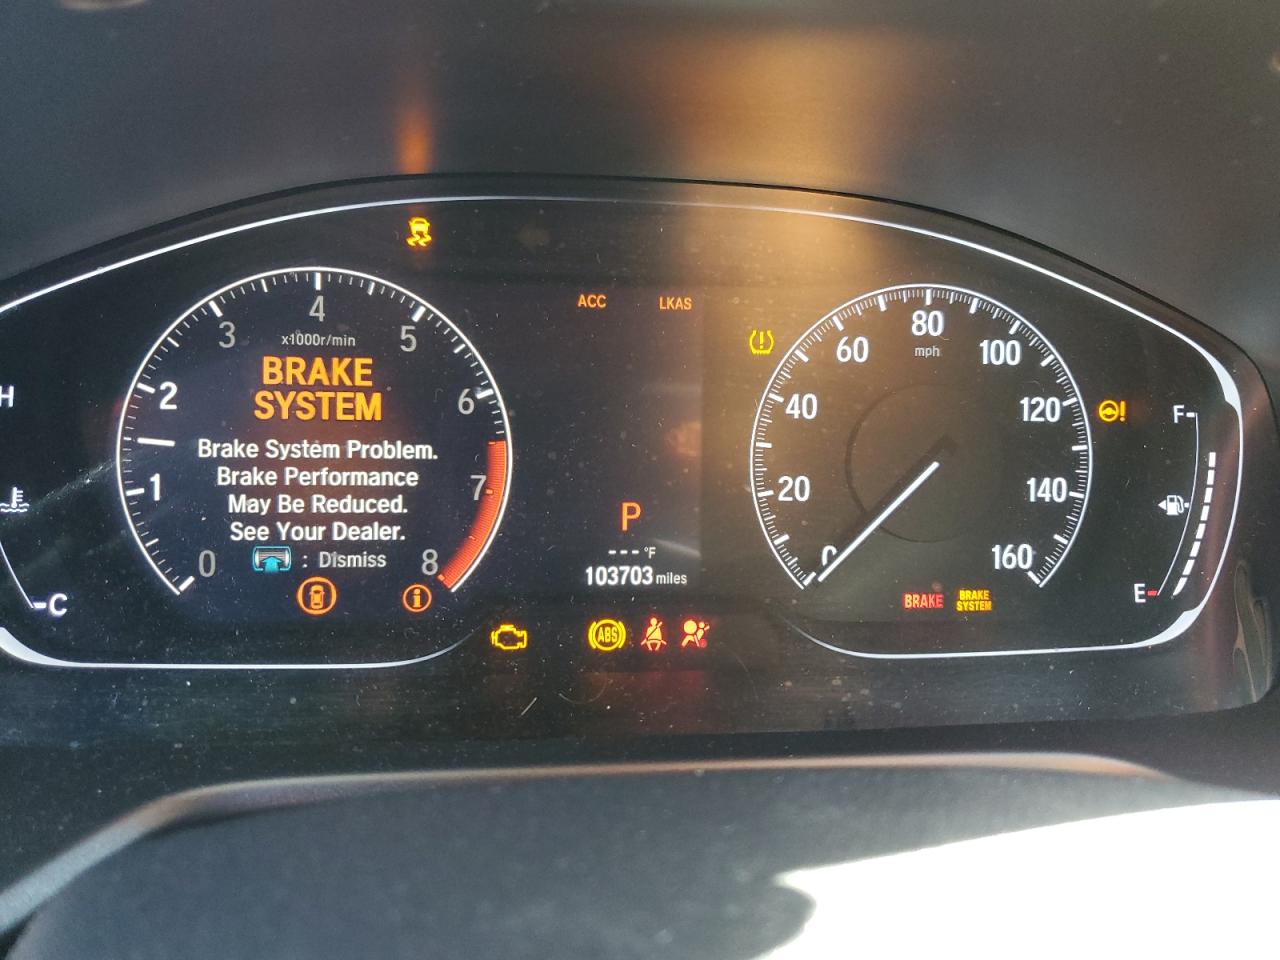 H
C
0
1
2
3
4
5
6
7
8
x1000r/min
BRAKE
SYSTEM
Brake System Problem.
Brake Performance
May Be Reduced.
See Your Dealer.
: Dismiss
i
ACC
LKAS
P
---°F
103703 miles
ABS
(!)
0
20
40
60
80
mph
100
120
140
160
BRAKE
BRAKE
SYSTEM
!
F
E